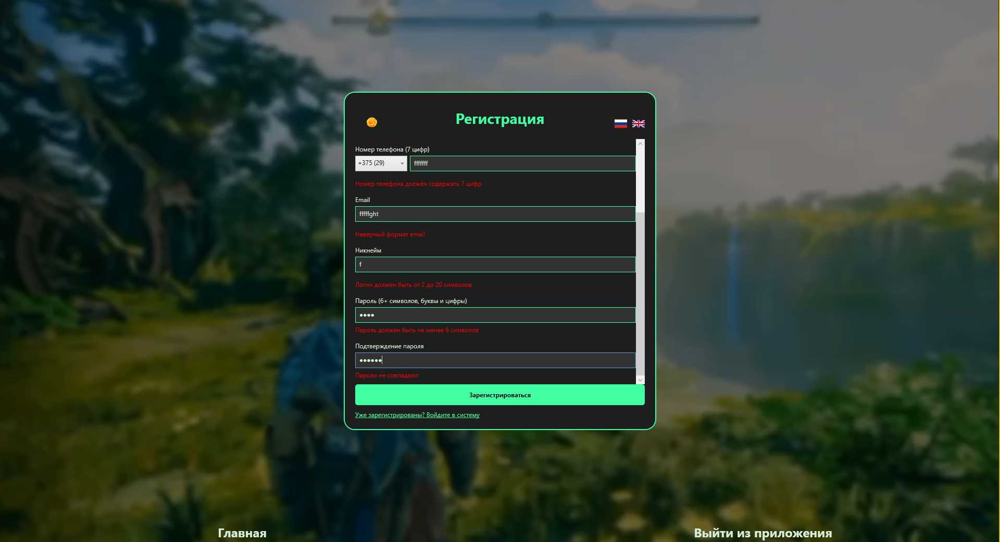 Регистрация
Номер телефона (7 цифр)
+375 (29)
fffffff
Номер телефона должен содержать 7 цифр
Email
fffffght
Неверный формат email
Никнейм
f
Логин должен быть от 2 до 20 символов
Пароль (6+ символов, буквы и цифры)
●●●●
Пароль должен быть не менее 6 символов
Подтверждение пароля
●●●●●●
Пароли не совпадают
Зарегистрироваться
Уже зарегистрированы? Войдите в систему
Главная
Выйти из приложения